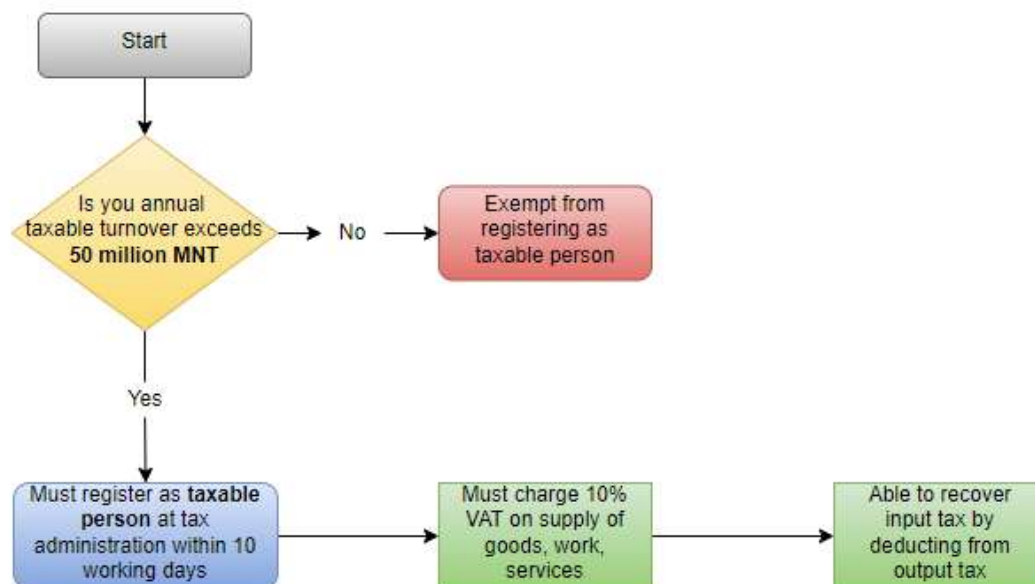 Start
Is you annual
taxable turnover exceeds
50 million MNT
No
Exempt from
registering as
taxable person
Yes
Must register as taxable
person at tax
administration within 10
working days
Must charge 10%
VAT on supply of
goods, work,
services
Able to recover
input tax by
deducting from
output tax